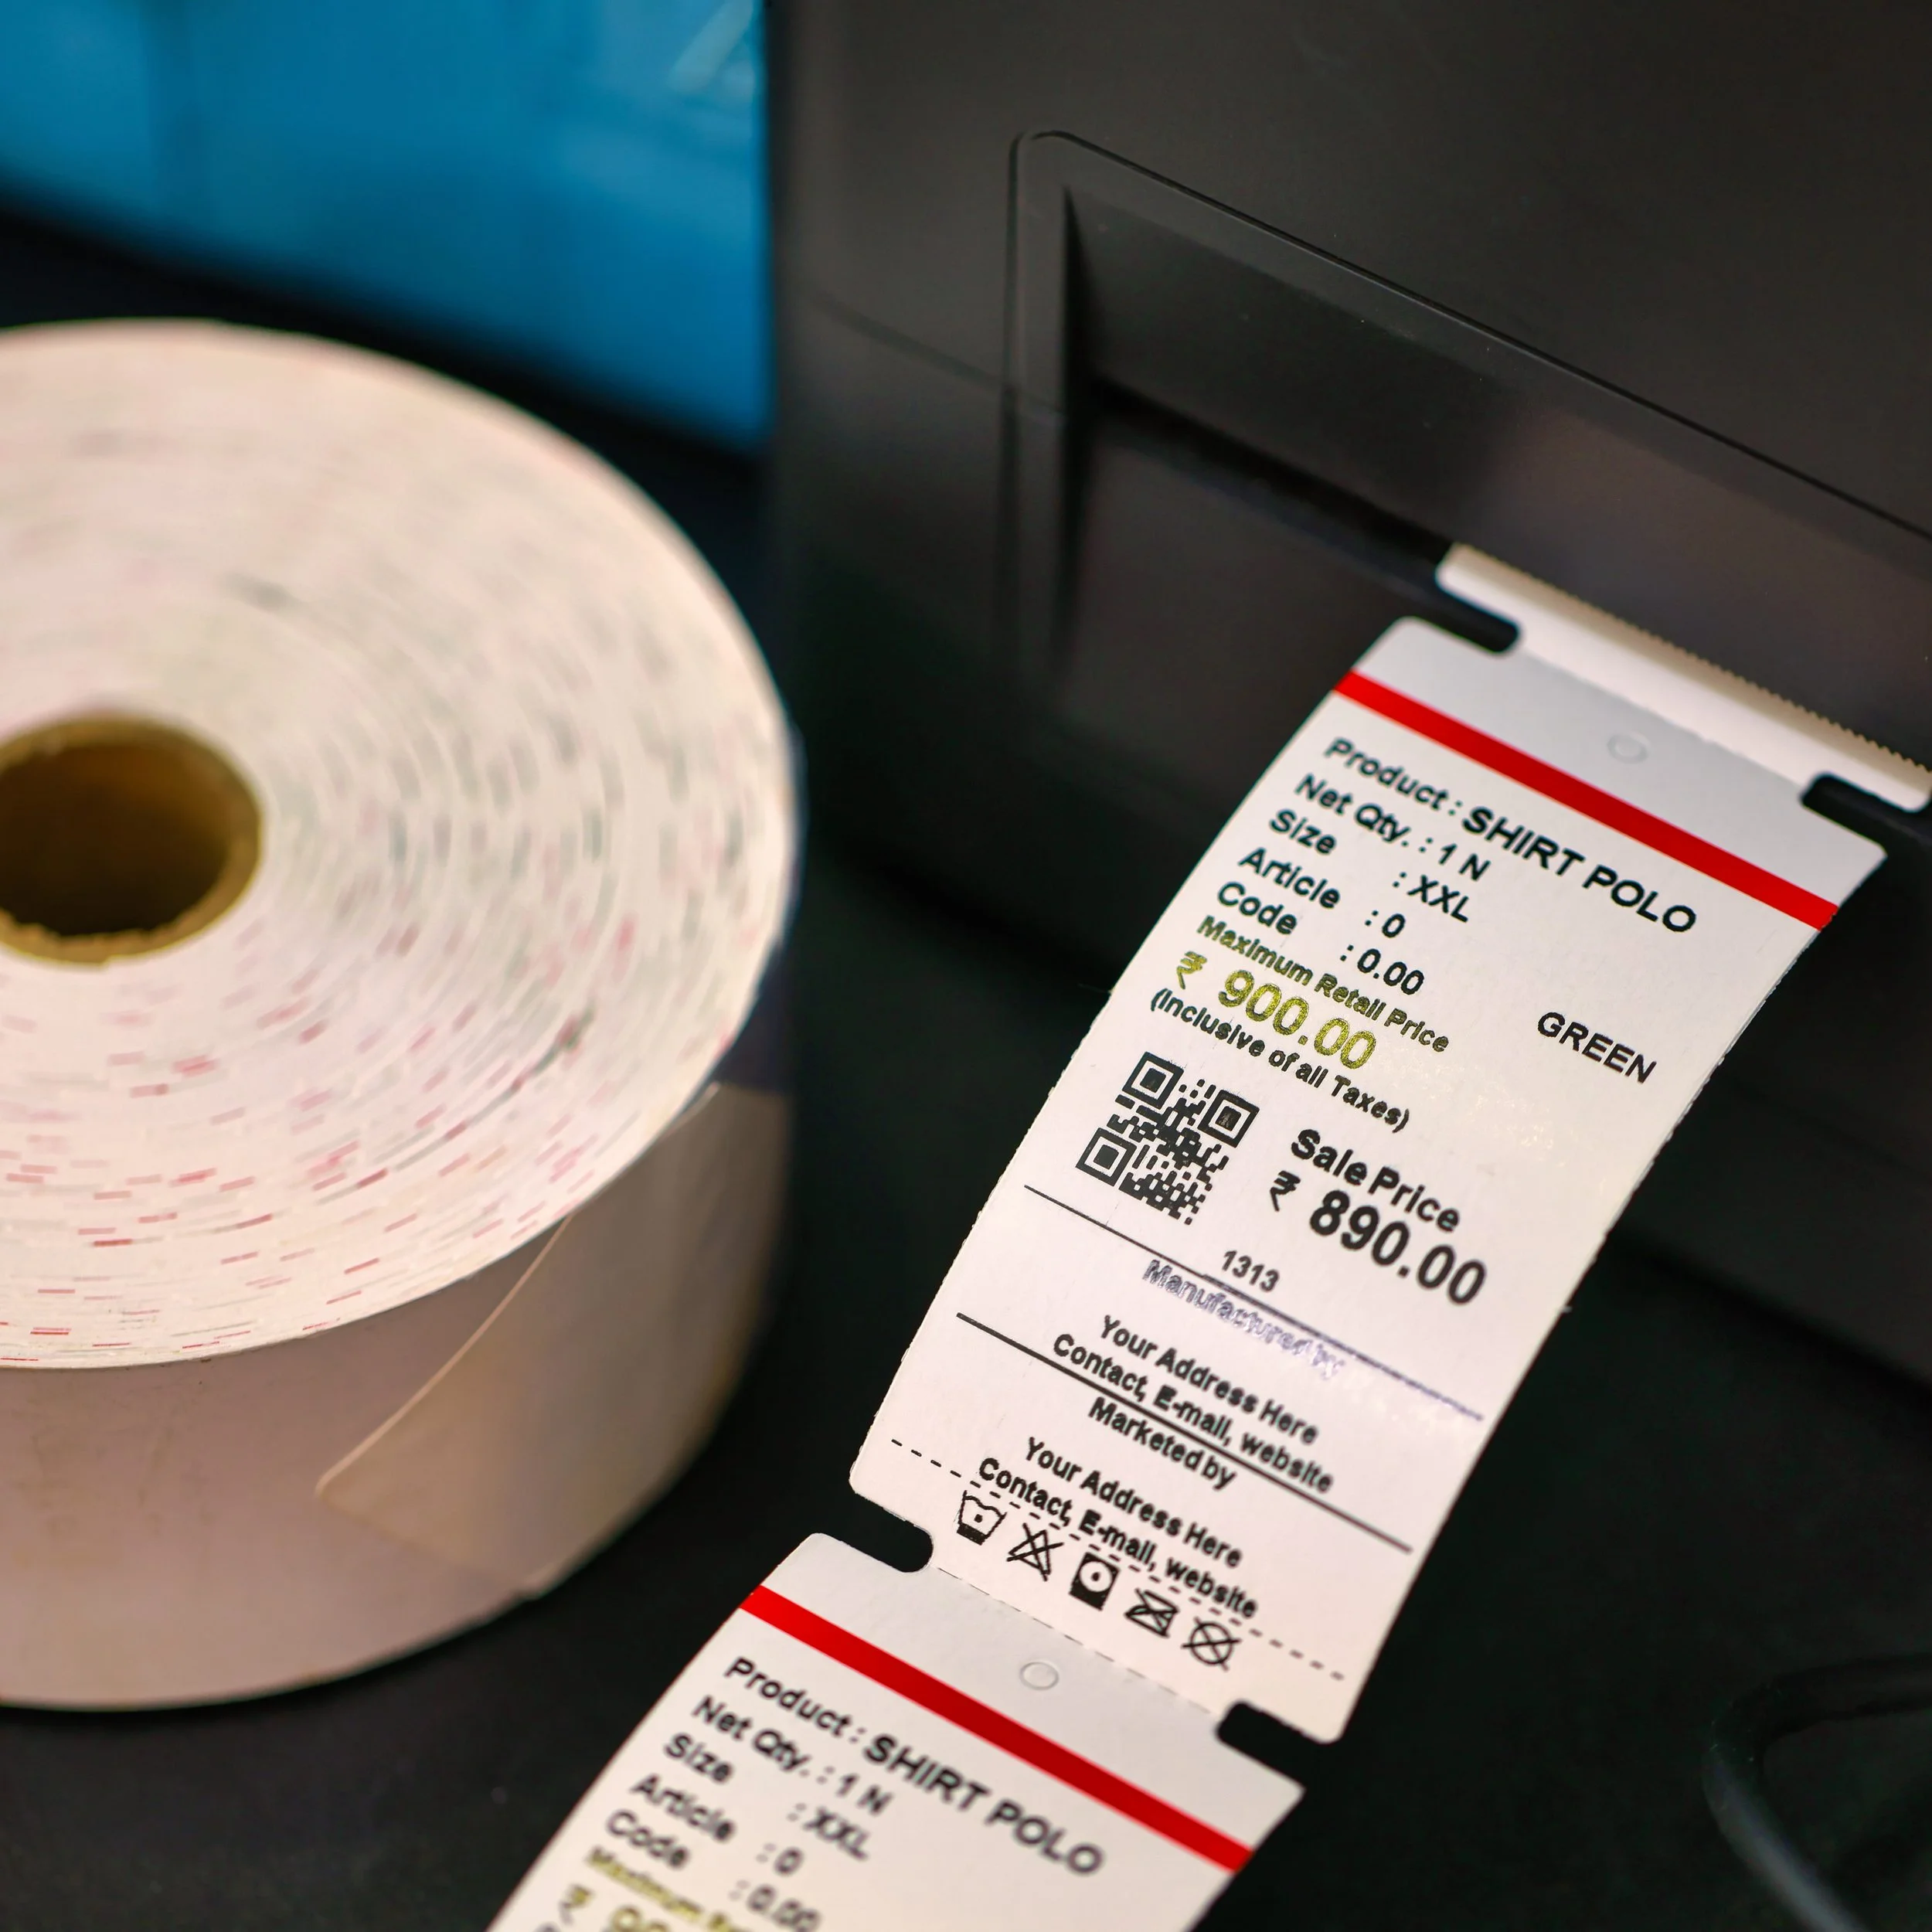 Product : SHIRT POLO
Net Qty. : 1 N
Size : XXL
Article : 0
Code : 0.00
Maximum Retail Price
₹ 900.00
(Inclusive of all Taxes)
GREEN
Sale Price
₹ 890.00
1313
Manufactured by
Your Address Here
Contact, E-mail, website
Marketed by
Your Address Here
Contact, E-mail, website
Product : SHIRT POLO
Net Qty. : 1 N
Size : XXL
Article : 0
Code : 0.00
Maximum
₹